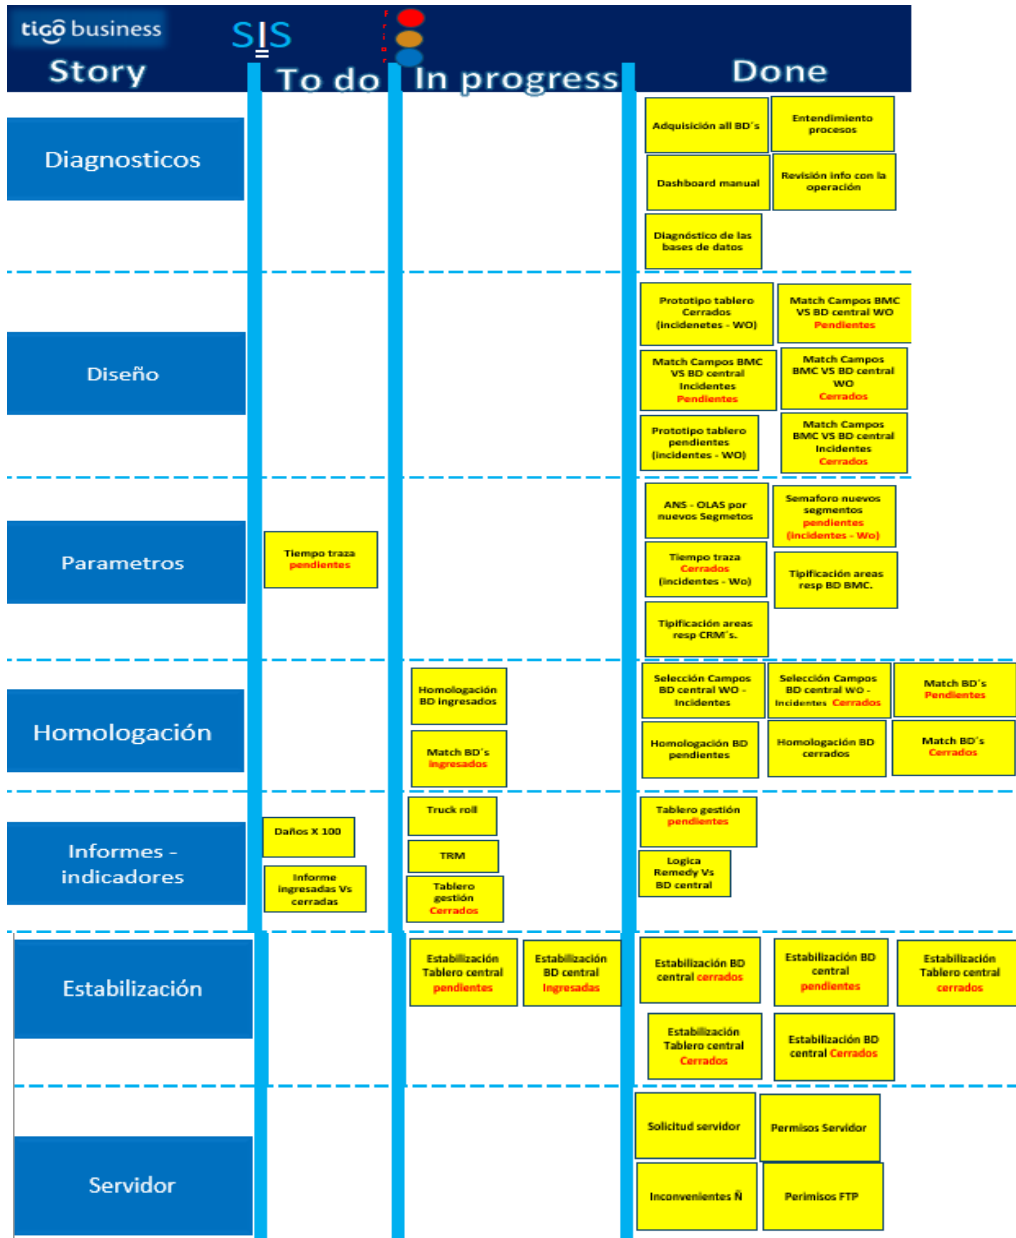 tigô business
SIS
Story
To do
In progress
Done
Diagnosticos
Adquisición all BD´s
Entendimiento
procesos
Dashboard manual
Revisión info con la
operación
Diagnóstico de las
bases de datos
Diseño
Prototipo tablero
Cerrados
(incidenetes - WO)
Match Campos BMC
VS BD central WO
Pendientes
Match Campos BMC
VS BD central
Incidentes
Pendientes
Match Campos
BMC VS BD central
WO
Cerrados
Prototipo tablero
pendientes
(incidentes - WO)
Match Campos
BMC VS BD central
Incidentes
Cerrados
Parametros
Tiempo traza
pendientes
ANS - OLAS por
nuevos Segmetos
Semaforo nuevos
segmentos
pendientes
(incidentes - Wo)
Tiempo traza
Cerrados
(incidentes - Wo)
Tipificación areas
resp BD BMC.
Tipificación areas
resp CRM´s.
Homologación
Homologación
BD ingresados
Match BD´s
ingresados
Selección Campos
BD central WO -
Incidentes
Selección Campos
BD central WO -
Incidentes Cerrados
Match BD´s
Pendientes
Homologación BD
pendientes
Homologación BD
cerrados
Match BD´s
Cerrados
Informes -
indicadores
Daños X 100
Informe
ingresadas Vs
cerradas
Truck roll
TRM
Tablero
gestión
Cerrados
Tablero gestión
pendientes
Logica
Remedy Vs
BD central
Estabilización
Estabilización
Tablero central
pendientes
Estabilización
BD central
Ingresadas
Estabilización BD
central cerrados
Estabilización BD
central
pendientes
Estabilización
Tablero central
cerrados
Estabilización
Tablero central
Cerrados
Estabilización BD
central Cerrados
Servidor
Solicitud servidor
Permisos Servidor
Inconvenientes Ñ
Perimisos FTP